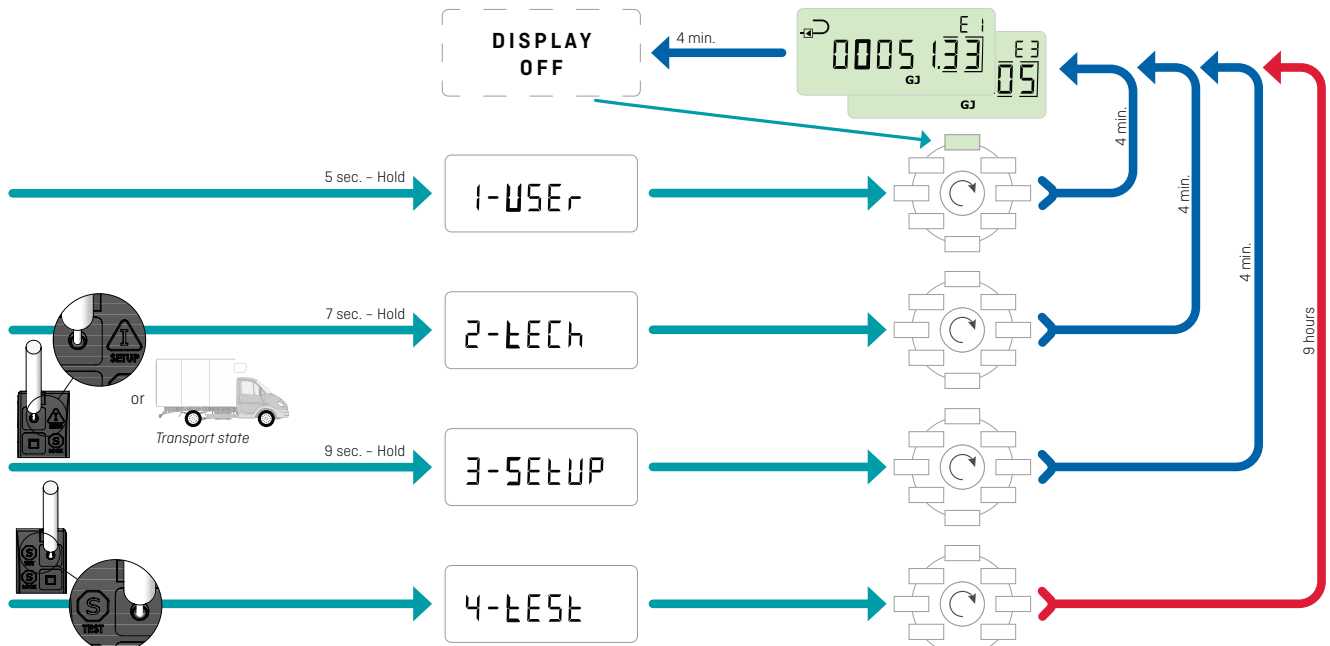 DISPLAY
OFF
4 min.
E1
00051.33
GJ
E3
05
GJ
5 sec. – Hold
1-USEr
4 min.
7 sec. – Hold
2-tECh
4 min.
SETUP
or
Transport state
9 sec. – Hold
3-SEtUP
4 min.
S
TEST
4-tESt
9 hours